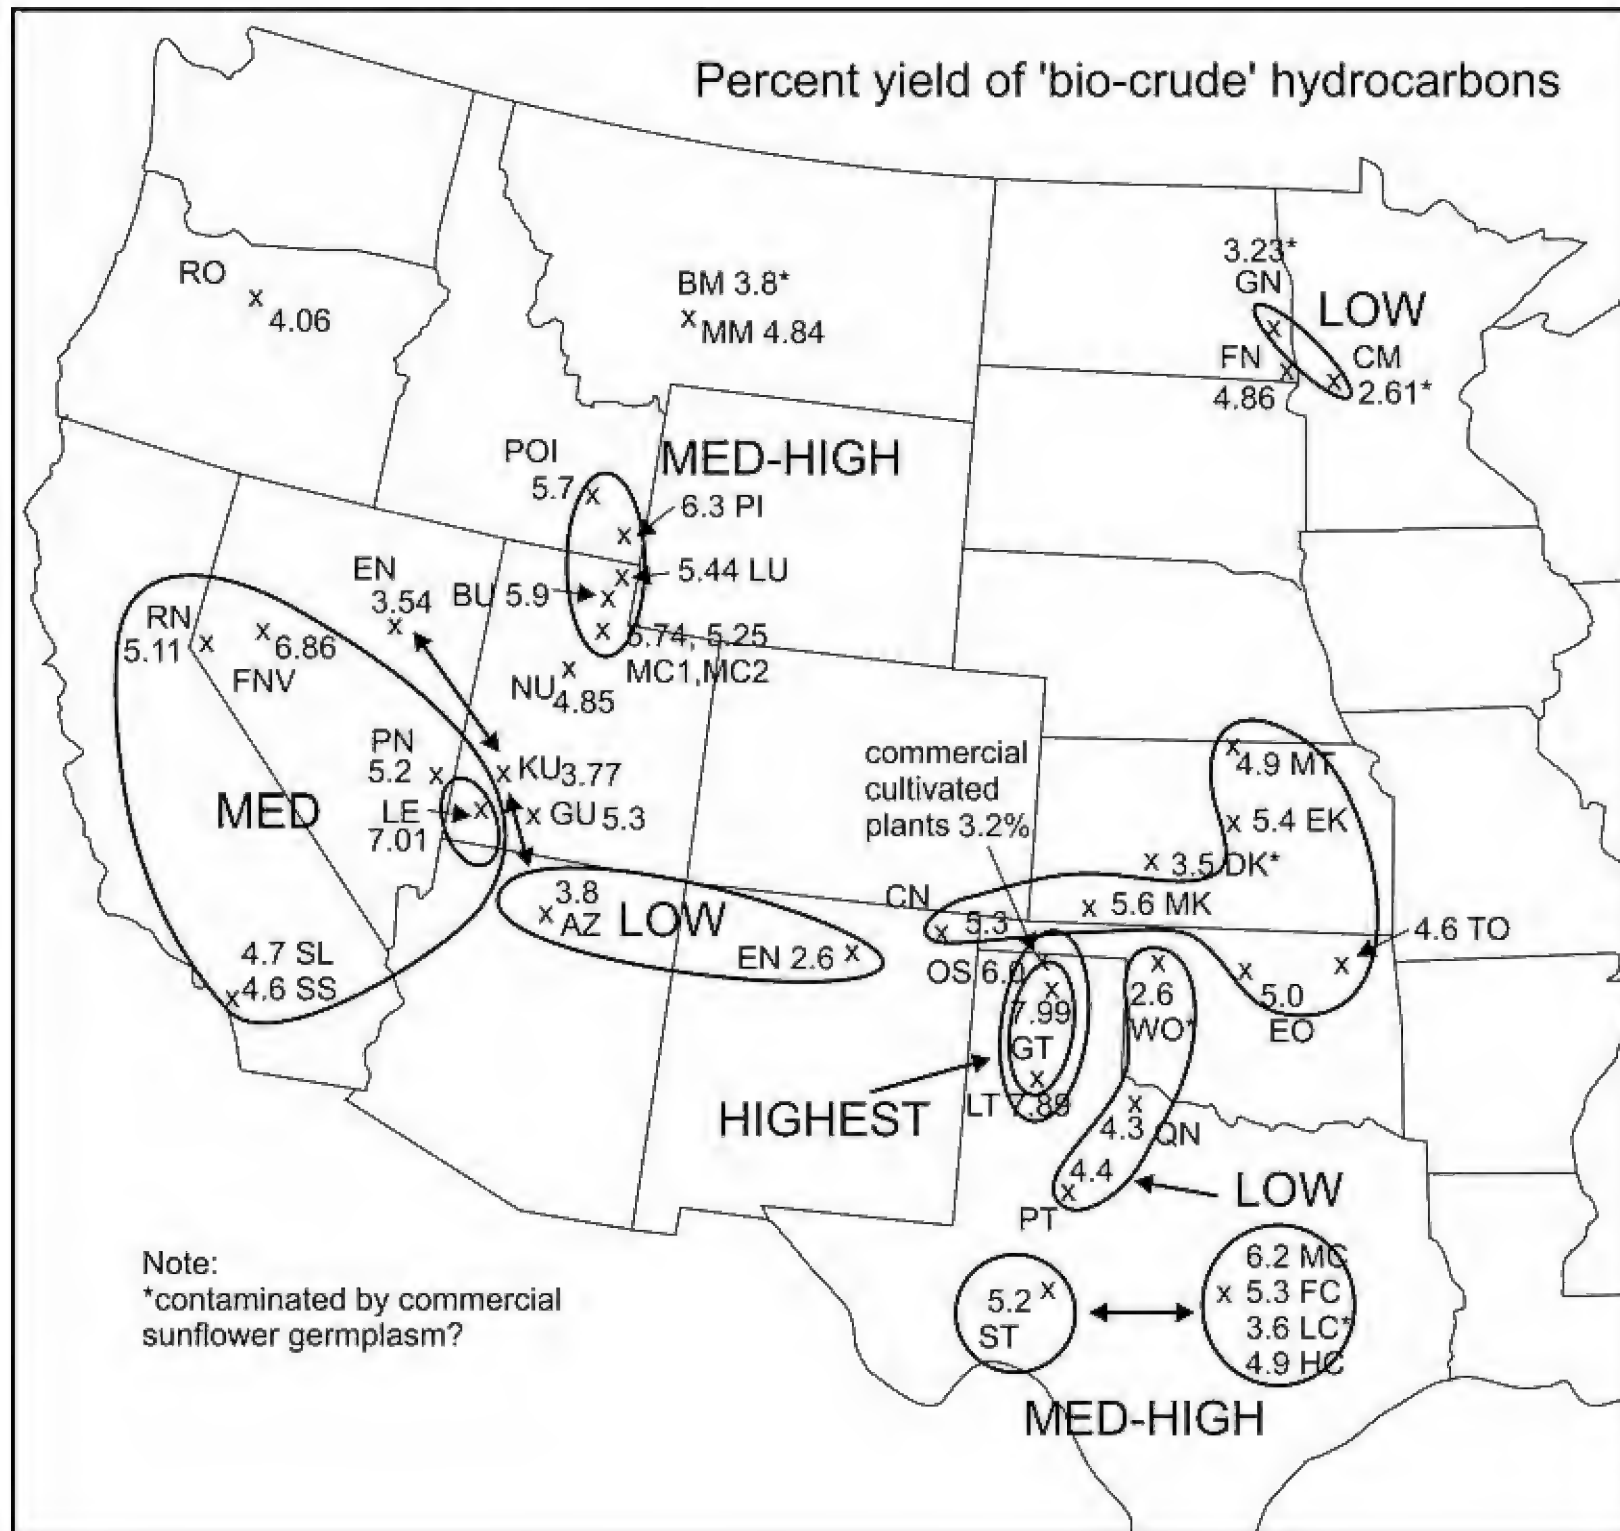 Percent yield of 'bio-crude' hydrocarbons
RO
x
4.06
BM 3.8*
x
MM 4.84
3.23*
GN
LOW
x
FN
x
4.86
CM
x
2.61*
POI
5.7 x
MED-HIGH
6.3 PI
x
5.44 LU
x
BU 5.9
x
x
5.74, 5.25
MC1,MC2
EN
3.54
x
RN
5.11 x
x
6.86
FNV
NU
x
4.85
PN
5.2 x
x
KU 3.77
MED
LE
x
7.01
x
GU 5.3
commercial
cultivated
plants 3.2%
x
4.9 MT
x 5.4 EK
x 3.5 DK*
x 5.6 MK
CN
x 5.3
4.6 TO
x
3.8
x
AZ
LOW
EN 2.6 x
4.7 SL
x 4.6 SS
OS 6.0
x
x
7.99
GT
x
LT 7.89
HIGHEST
x
2.6
WO*
x
5.0
EO
x
4.3 QN
4.4
x
PT
LOW
Note:
*contaminated by commercial
sunflower germplasm?
5.2 x
ST
6.2 MC
x 5.3 FC
3.6 LC*
4.9 HC
MED-HIGH